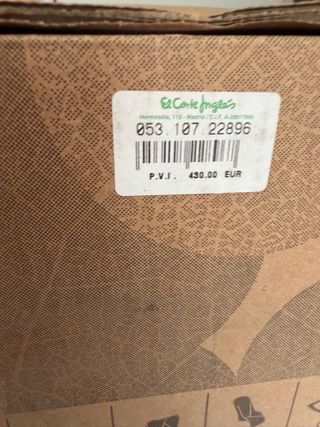 El Corte Inglés
Hermosilla, 112 - Madrid / C.I.F. A-28017895
053.107.22896
P.V.I. 430.00 EUR